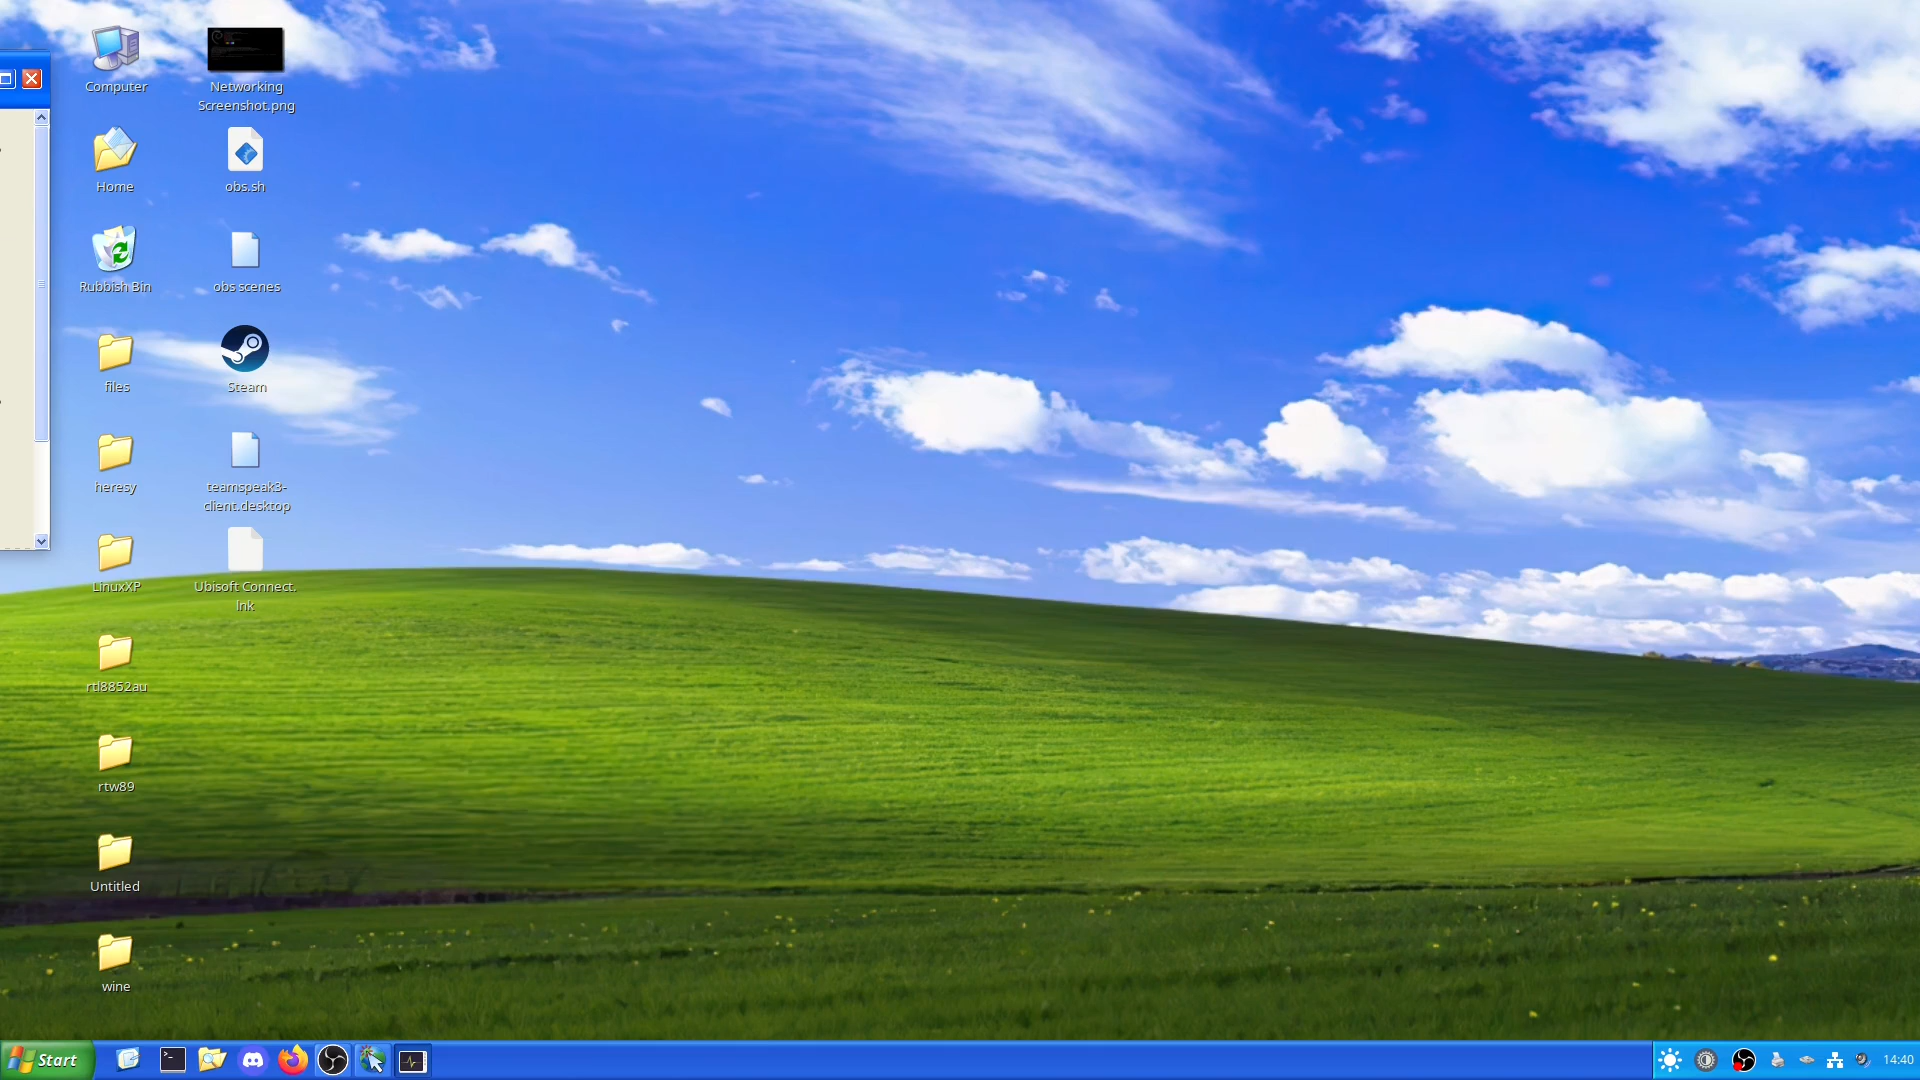 Computer
Networking
Screenshot.png
Home
obs.sh
Rubbish Bin
obs scenes
files
Steam
heresy
teamspeak3-
client.desktop
LinuxXP
Ubisoft Connect.
lnk
rtl8852au
rtw89
Untitled
wine
Start
14:40